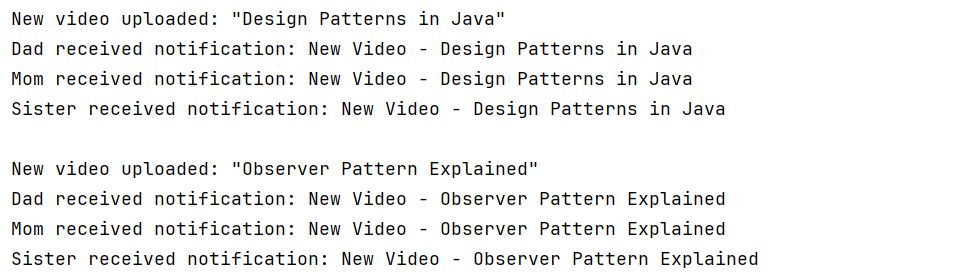 New video uploaded: "Design Patterns in Java"
Dad received notification: New Video - Design Patterns in Java
Mom received notification: New Video - Design Patterns in Java
Sister received notification: New Video - Design Patterns in Java
New video uploaded: "Observer Pattern Explained"
Dad received notification: New Video - Observer Pattern Explained
Mom received notification: New Video - Observer Pattern Explained
Sister received notification: New Video - Observer Pattern Explained